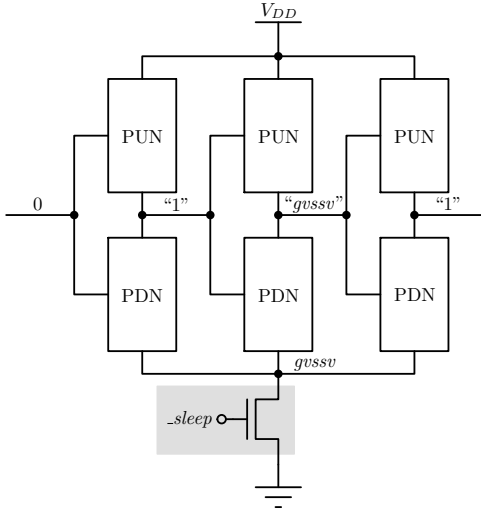 V_DD
PUN PUN PUN
0 “1” “gvssv” “1”
PDN PDN PDN
gvssv
_sleep